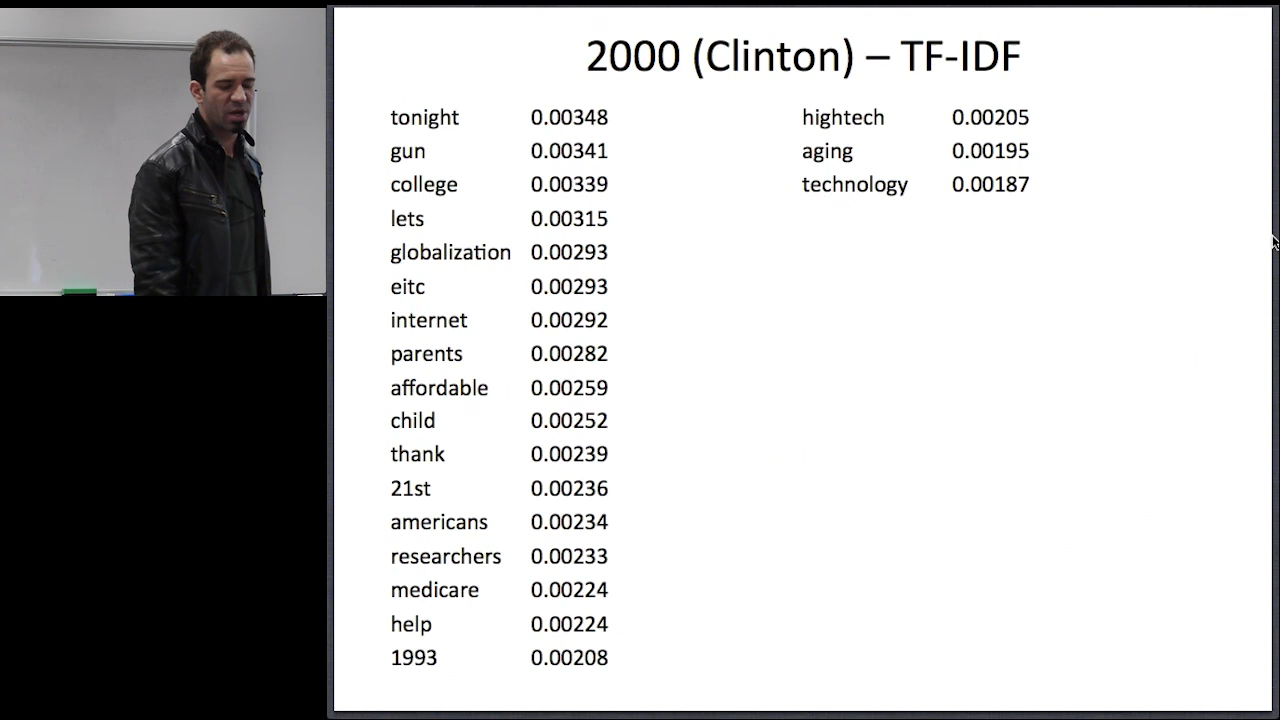 2000 (Clinton) – TF-IDF
tonight 0.00348
gun 0.00341
college 0.00339
lets 0.00315
globalization 0.00293
eitc 0.00293
internet 0.00292
parents 0.00282
affordable 0.00259
child 0.00252
thank 0.00239
21st 0.00236
americans 0.00234
researchers 0.00233
medicare 0.00224
help 0.00224
1993 0.00208
hightech 0.00205
aging 0.00195
technology 0.00187